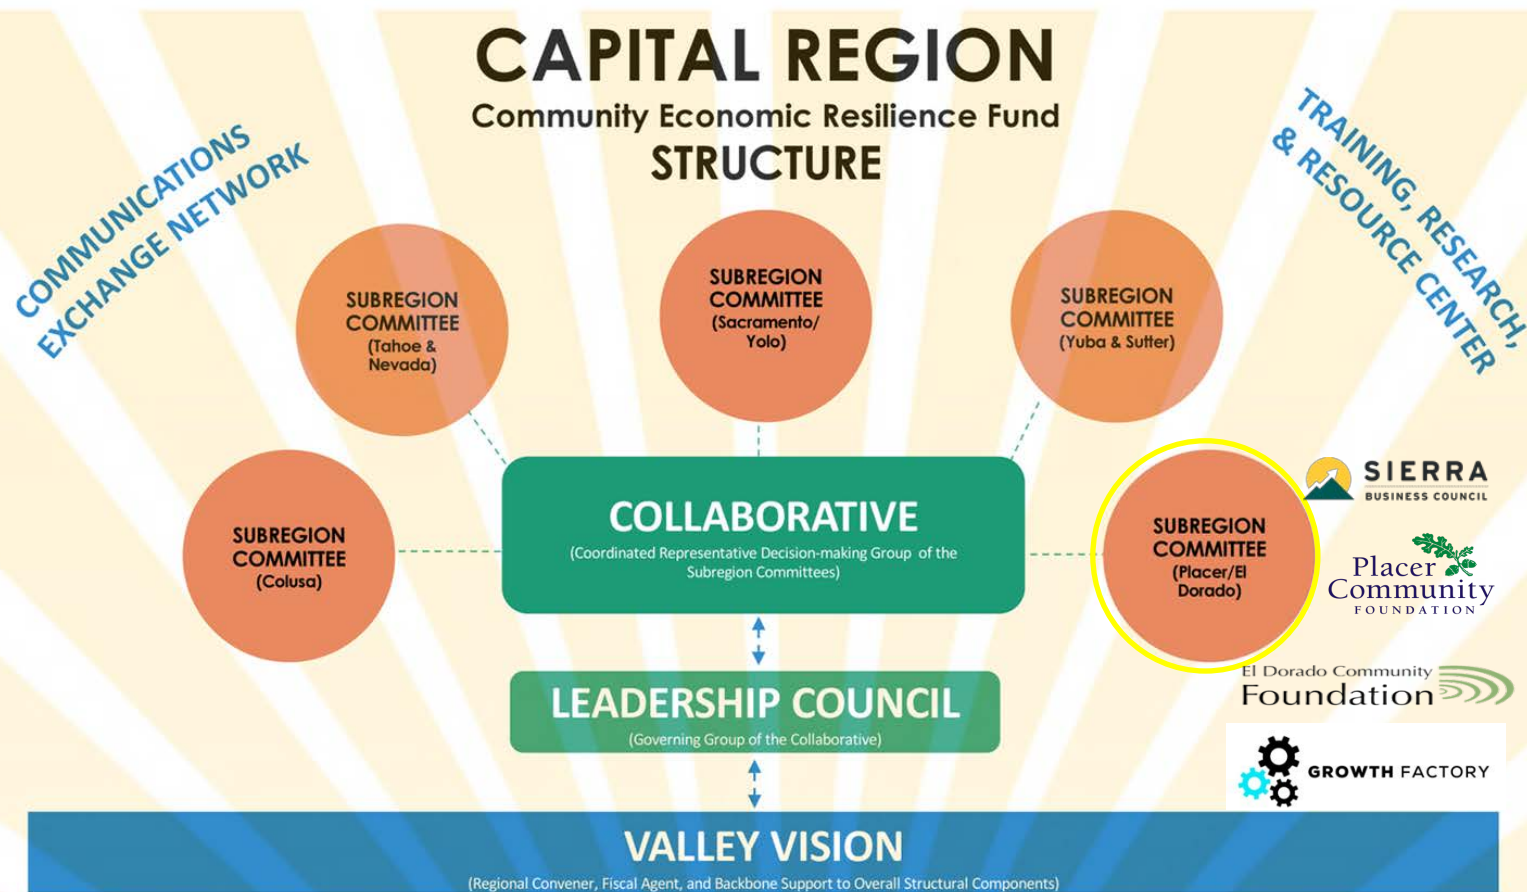 CAPITAL REGION
Community Economic Resilience Fund
STRUCTURE
COMMUNICATIONS
EXCHANGE NETWORK
TRAINING, RESEARCH,
& RESOURCE CENTER
SUBREGION
COMMITTEE
(Tahoe &
Nevada)
SUBREGION
COMMITTEE
(Sacramento/
Yolo)
SUBREGION
COMMITTEE
(Yuba & Sutter)
SUBREGION
COMMITTEE
(Colusa)
COLLABORATIVE
(Coordinated Representative Decision-making Group of the
Subregion Committees)
SUBREGION
COMMITTEE
(Placer/El
Dorado)
SIERRA
BUSINESS COUNCIL
Placer
Community
FOUNDATION
El Dorado Community
Foundation
GROWTH FACTORY
LEADERSHIP COUNCIL
(Governing Group of the Collaborative)
VALLEY VISION
(Regional Convener, Fiscal Agent, and Backbone Support to Overall Structural Components)